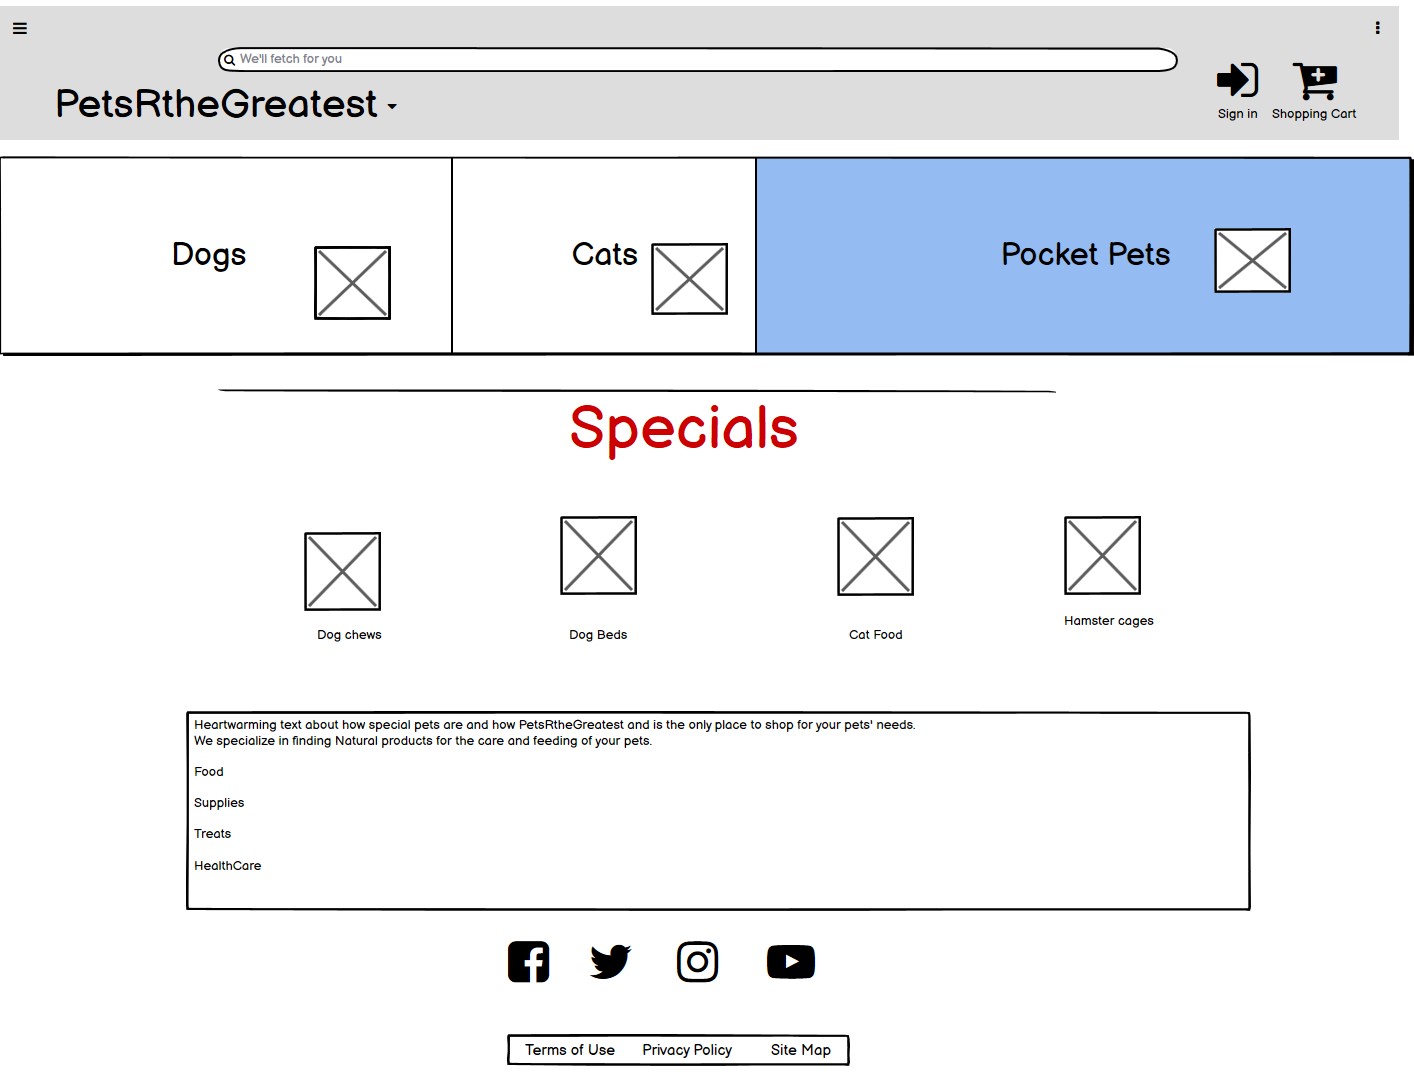 We'll fetch for you
PetsRtheGreatest
Sign in
Shopping Cart
Dogs
Cats
Pocket Pets
Specials
Dog chews
Dog Beds
Cat Food
Hamster cages
Heartwarming text about how special pets are and how PetsRtheGreatest and is the only place to shop for your pets' needs.
We specialize in finding Natural products for the care and feeding of your pets.
Food
Supplies
Treats
HealthCare
Terms of Use
Privacy Policy
Site Map